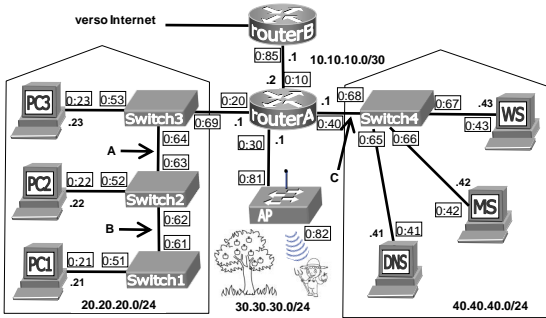 verso Internet
routerB
0:85
.1
10.10.10.0/30
.2
0:10
PC3
0:23
0:53
.23
Switch3
0:69
0:20
.1
routerA
.1
0:40
0:68
Switch4
0:67
.43
0:43
WS
A
0:64
0:63
0:30
.1
C
0:65
0:66
PC2
0:22
0:52
.22
Switch2
0:81
AP
.42
0:42
MS
B
0:62
0:61
0:82
.41
0:41
DNS
PC1
0:21
0:51
.21
Switch1
20.20.20.0/24
30.30.30.0/24
40.40.40.0/24